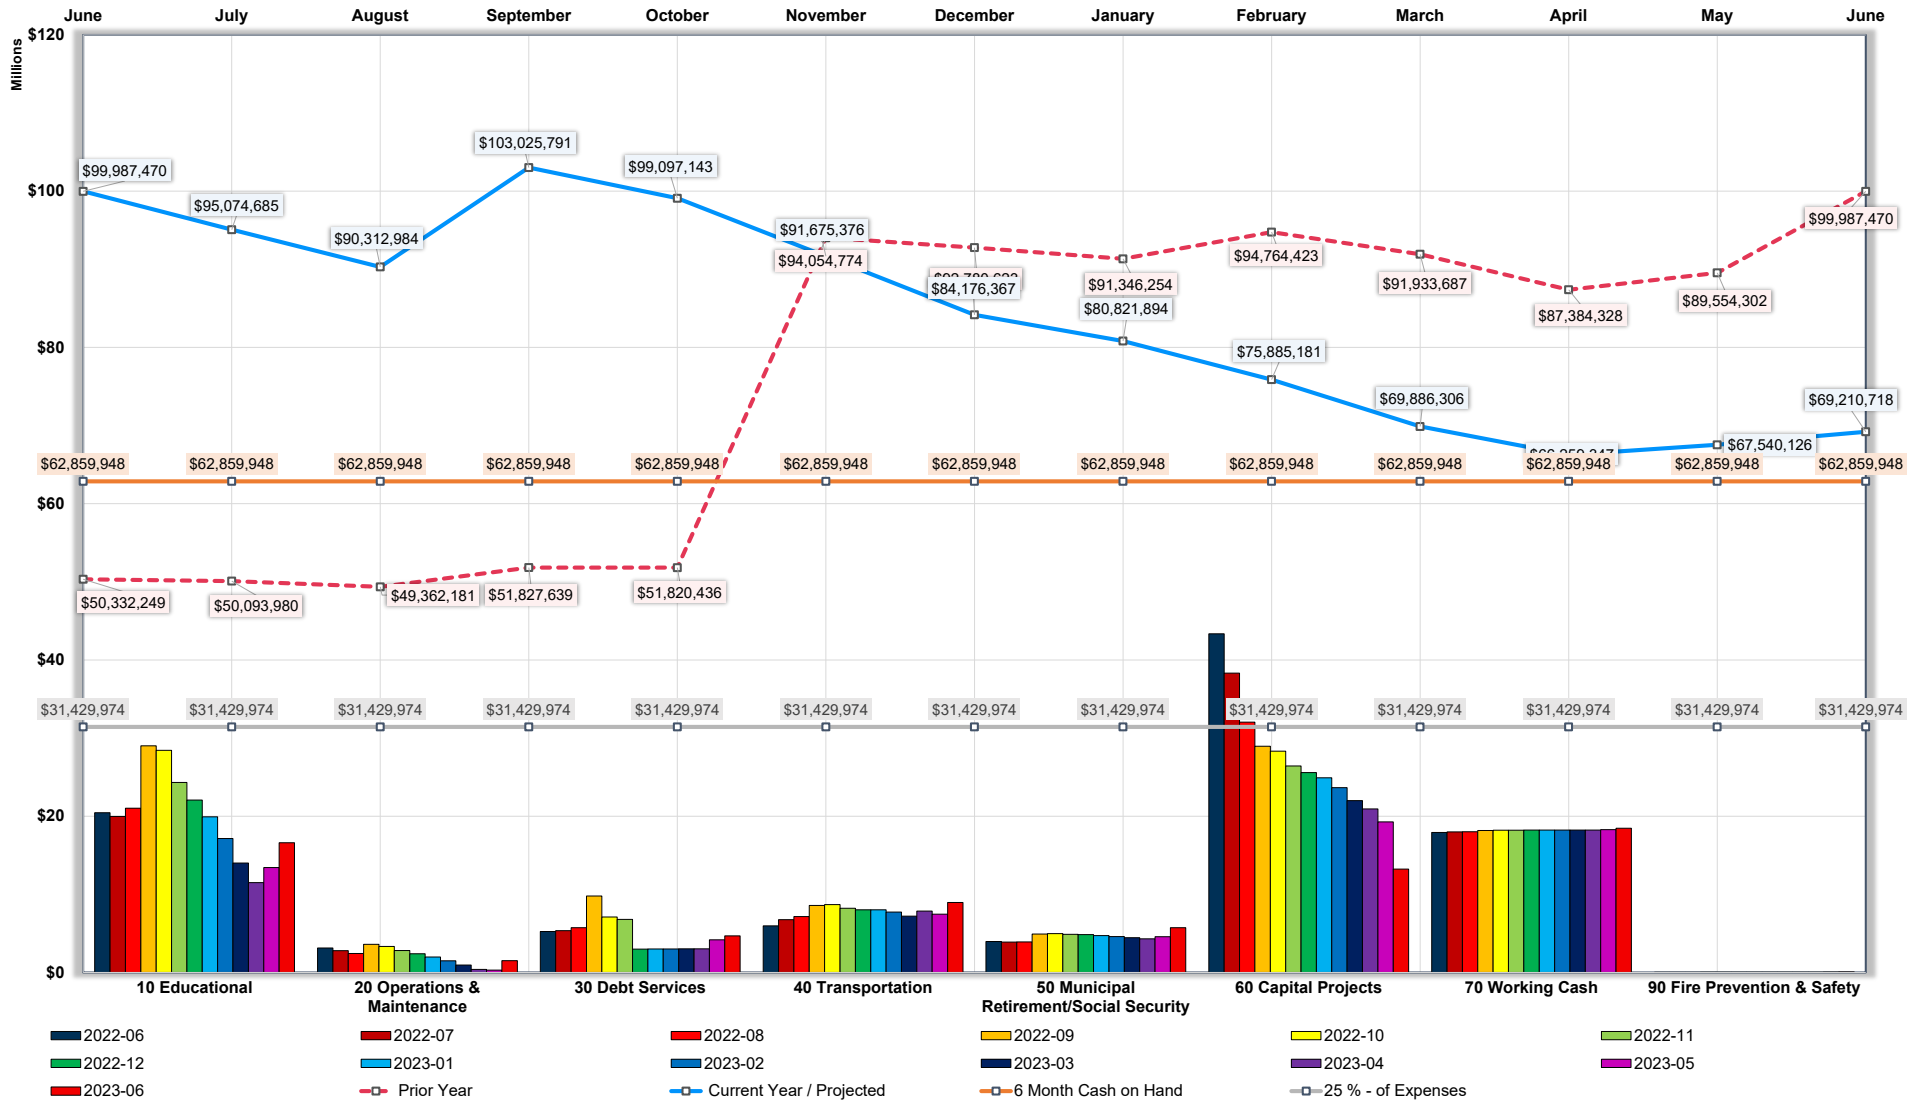 June July August September October November December January February March April May June
Millions
$120
$103,025,791
$99,987,470 $99,097,143
$95,074,685
$100
$90,312,984 $91,675,376
$94,054,774 $91,346,254 $94,764,423 $91,933,687 $87,384,328 $89,554,302 $99,987,470
$84,176,367 $80,821,894
$80
$75,885,181
$69,886,306 $67,540,126 $69,210,718
$62,859,948 $62,859,948 $62,859,948 $62,859,948 $62,859,948 $62,859,948 $62,859,948 $62,859,948 $62,859,948 $62,859,948 $62,859,948 $62,859,948 $62,859,948
$60
$50,332,249 $50,093,980 $49,362,181 $51,827,639 $51,820,436
$40
$31,429,974 $31,429,974 $31,429,974 $31,429,974 $31,429,974 $31,429,974 $31,429,974 $31,429,974 $31,429,974 $31,429,974 $31,429,974 $31,429,974 $31,429,974
$20
$0
10 Educational 20 Operations & 30 Debt Services 40 Transportation 50 Municipal 60 Capital Projects 70 Working Cash 90 Fire Prevention & Safety
Maintenance Retirement/Social Security
2022-06 2022-07 2022-08 2022-09 2022-10 2022-11
2022-12 2023-01 2023-02 2023-03 2023-04 2023-05
2023-06 Prior Year Current Year / Projected 6 Month Cash on Hand 25 % - of Expenses